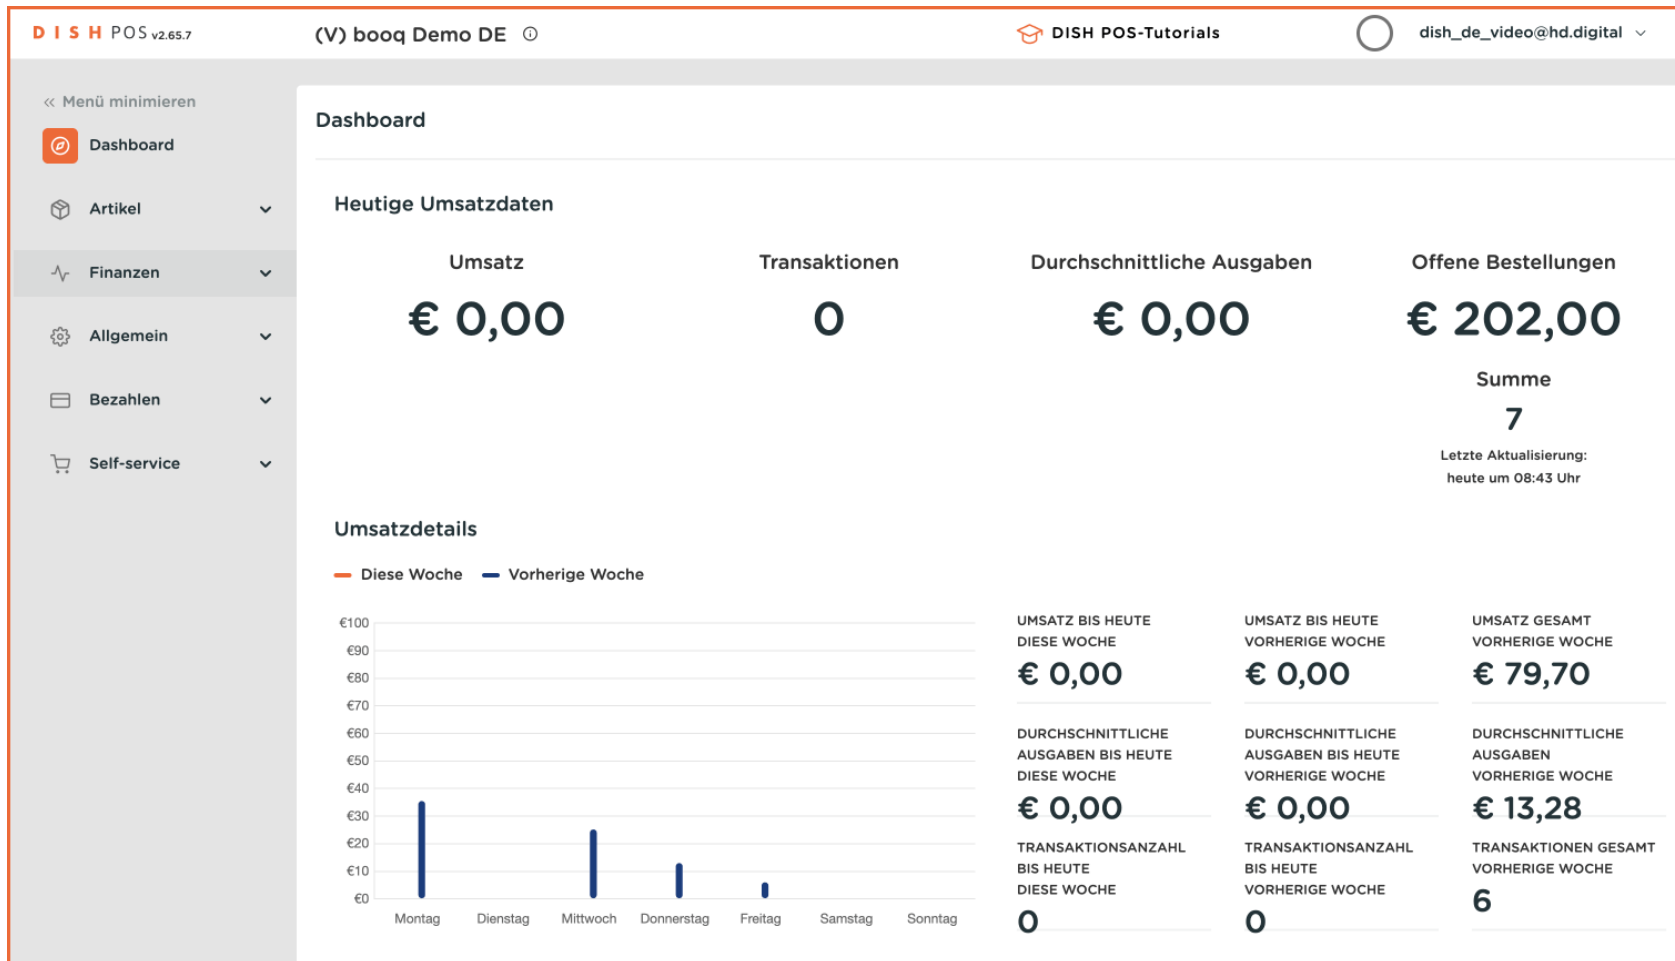 DISH POS v2.65.7
(V) booq Demo DE
DISH POS-Tutorials
dish_de_video@hd.digital
Menü minimieren
Dashboard
Artikel
Finanzen
Allgemein
Bezahlen
Self-service
Dashboard
Heutige Umsatzdaten
Umsatz
€ 0,00
Transaktionen
0
Durchschnittliche Ausgaben
€ 0,00
Offene Bestellungen
€ 202,00
Summe
7
Letzte Aktualisierung:
heute um 08:43 Uhr
Umsatzdetails
Diese Woche
Vorherige Woche
€100
€90
€80
€70
€60
€50
€40
€30
€20
€10
€0
Montag
Dienstag
Mittwoch
Donnerstag
Freitag
Samstag
Sonntag
UMSATZ BIS HEUTE
DIESE WOCHE
€ 0,00
UMSATZ BIS HEUTE
VORHERIGE WOCHE
€ 0,00
UMSATZ GESAMT
VORHERIGE WOCHE
€ 79,70
DURCHSCHNITTLICHE
AUSGABEN BIS HEUTE
DIESE WOCHE
€ 0,00
DURCHSCHNITTLICHE
AUSGABEN BIS HEUTE
VORHERIGE WOCHE
€ 0,00
DURCHSCHNITTLICHE
AUSGABEN
VORHERIGE WOCHE
€ 13,28
TRANSAKTIONSANZAHL
BIS HEUTE
DIESE WOCHE
0
TRANSAKTIONSANZAHL
BIS HEUTE
VORHERIGE WOCHE
0
TRANSAKTIONEN GESAMT
VORHERIGE WOCHE
6